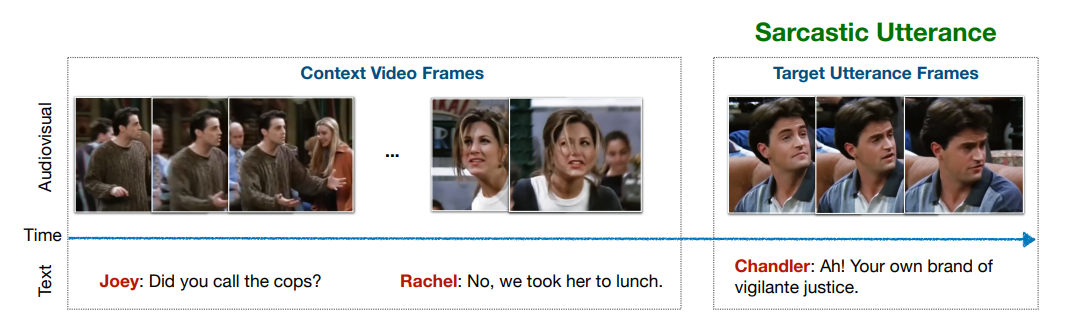 Sarcastic Utterance
Context Video Frames
Target Utterance Frames
Audiovisual
...
Time
Text
Joey: Did you call the cops?
Rachel: No, we took her to lunch.
Chandler: Ah! Your own brand of
vigilante justice.